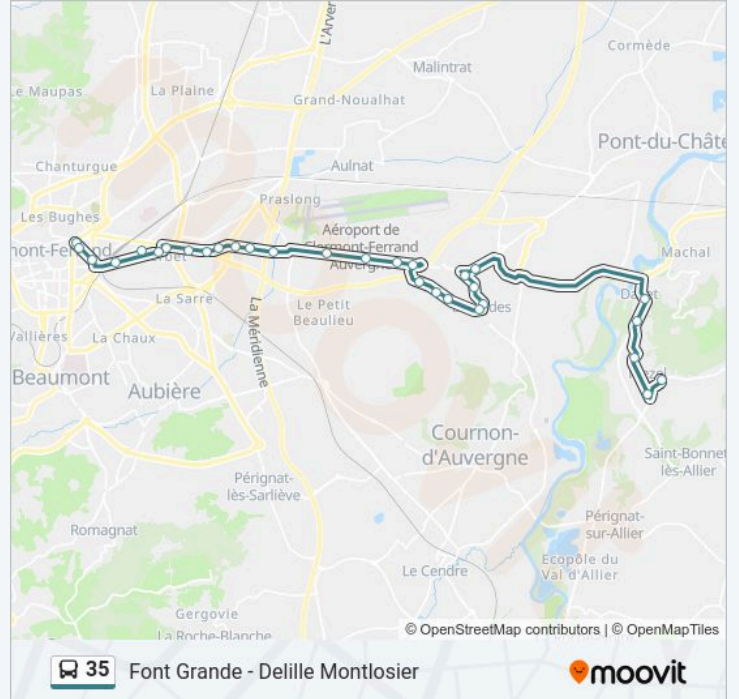 L'Arver
Cormède
Malintrat
Le Maupas
La Plaine
Grand-Noualhat
Pont-du-Châte
Aulnat
Chanturgue
Praslong
Les Bughes
Aéroport de
Clermont-Ferrand
Auvergne
mont-Ferrand
Machal
La Sarre
Le Petit
Beaulieu
La Méridienne
Vallières
La Chaux
Beaumont
Aubière
Cournon-
d'Auvergne
Saint-Bonnet
lès-Allier
Pérignat-
lès-Sarliève
Pérignat-
sur-Allier
Romagnat
Ecopôle du
Val d'Allier
Le Cendre
Gergovie
La Roche-Blanche
© OpenStreetMap contributors | © OpenMapTiles
35 Font Grande - Delille Montlosier
moovit